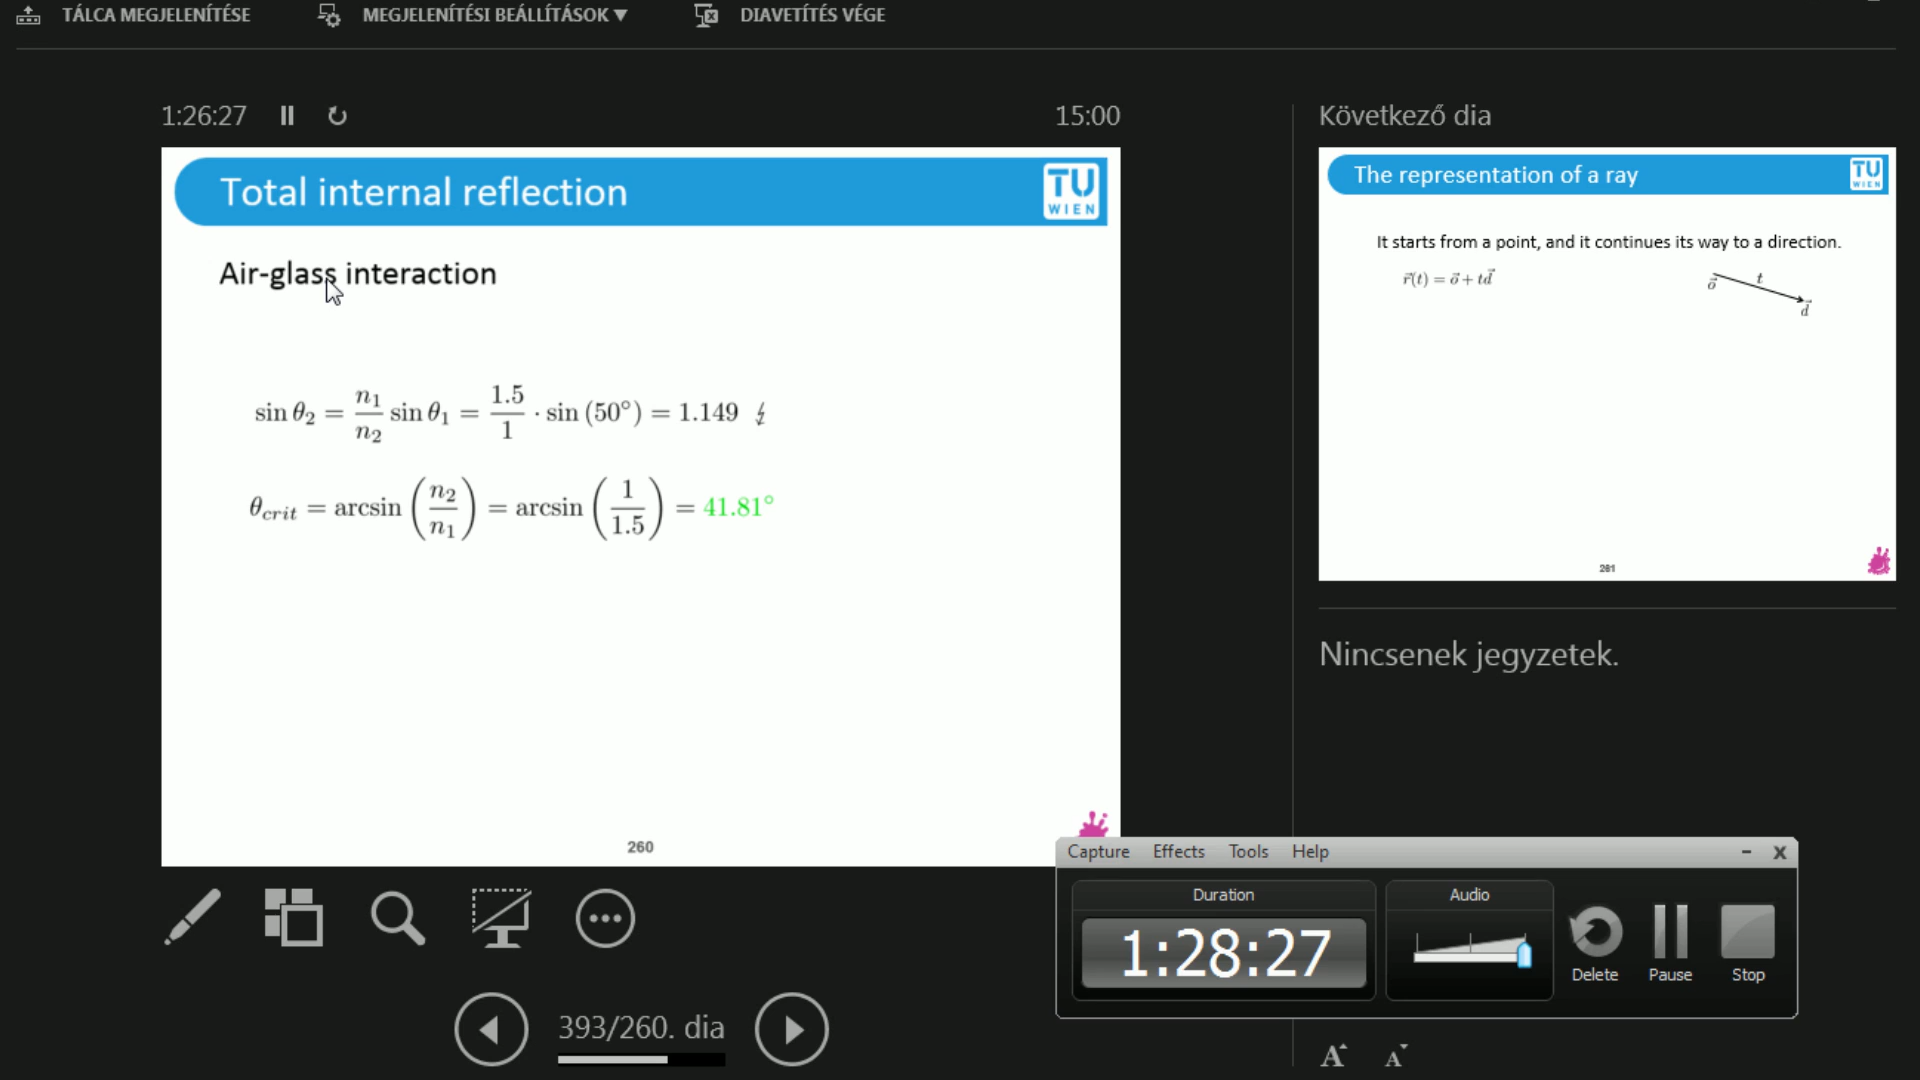 TÁLCA MEGJELENÍTÉSE MEGJELENÍTÉSI BEÁLLÍTÁSOK ▼ DIAVETÍTÉS VÉGE
1:26:27 15:00
Total internal reflection
TU
WIEN
Air-glass interaction
sin θ₂ = n₁/n₂ sin θ₁ = 1.5/1 · sin (50°) = 1.149 ↯
θ_crit = arcsin (n₂/n₁) = arcsin (1/1.5) = 41.81°
260
Következő dia
The representation of a ray
TU
WIEN
It starts from a point, and it continues its way to a direction.
r⃗(t) = o⃗ + td⃗
o⃗ t
d⃗
261
Nincsenek jegyzetek.
Capture Effects Tools Help
Duration Audio
1:28:27
Delete Pause Stop
393/260. dia
A A